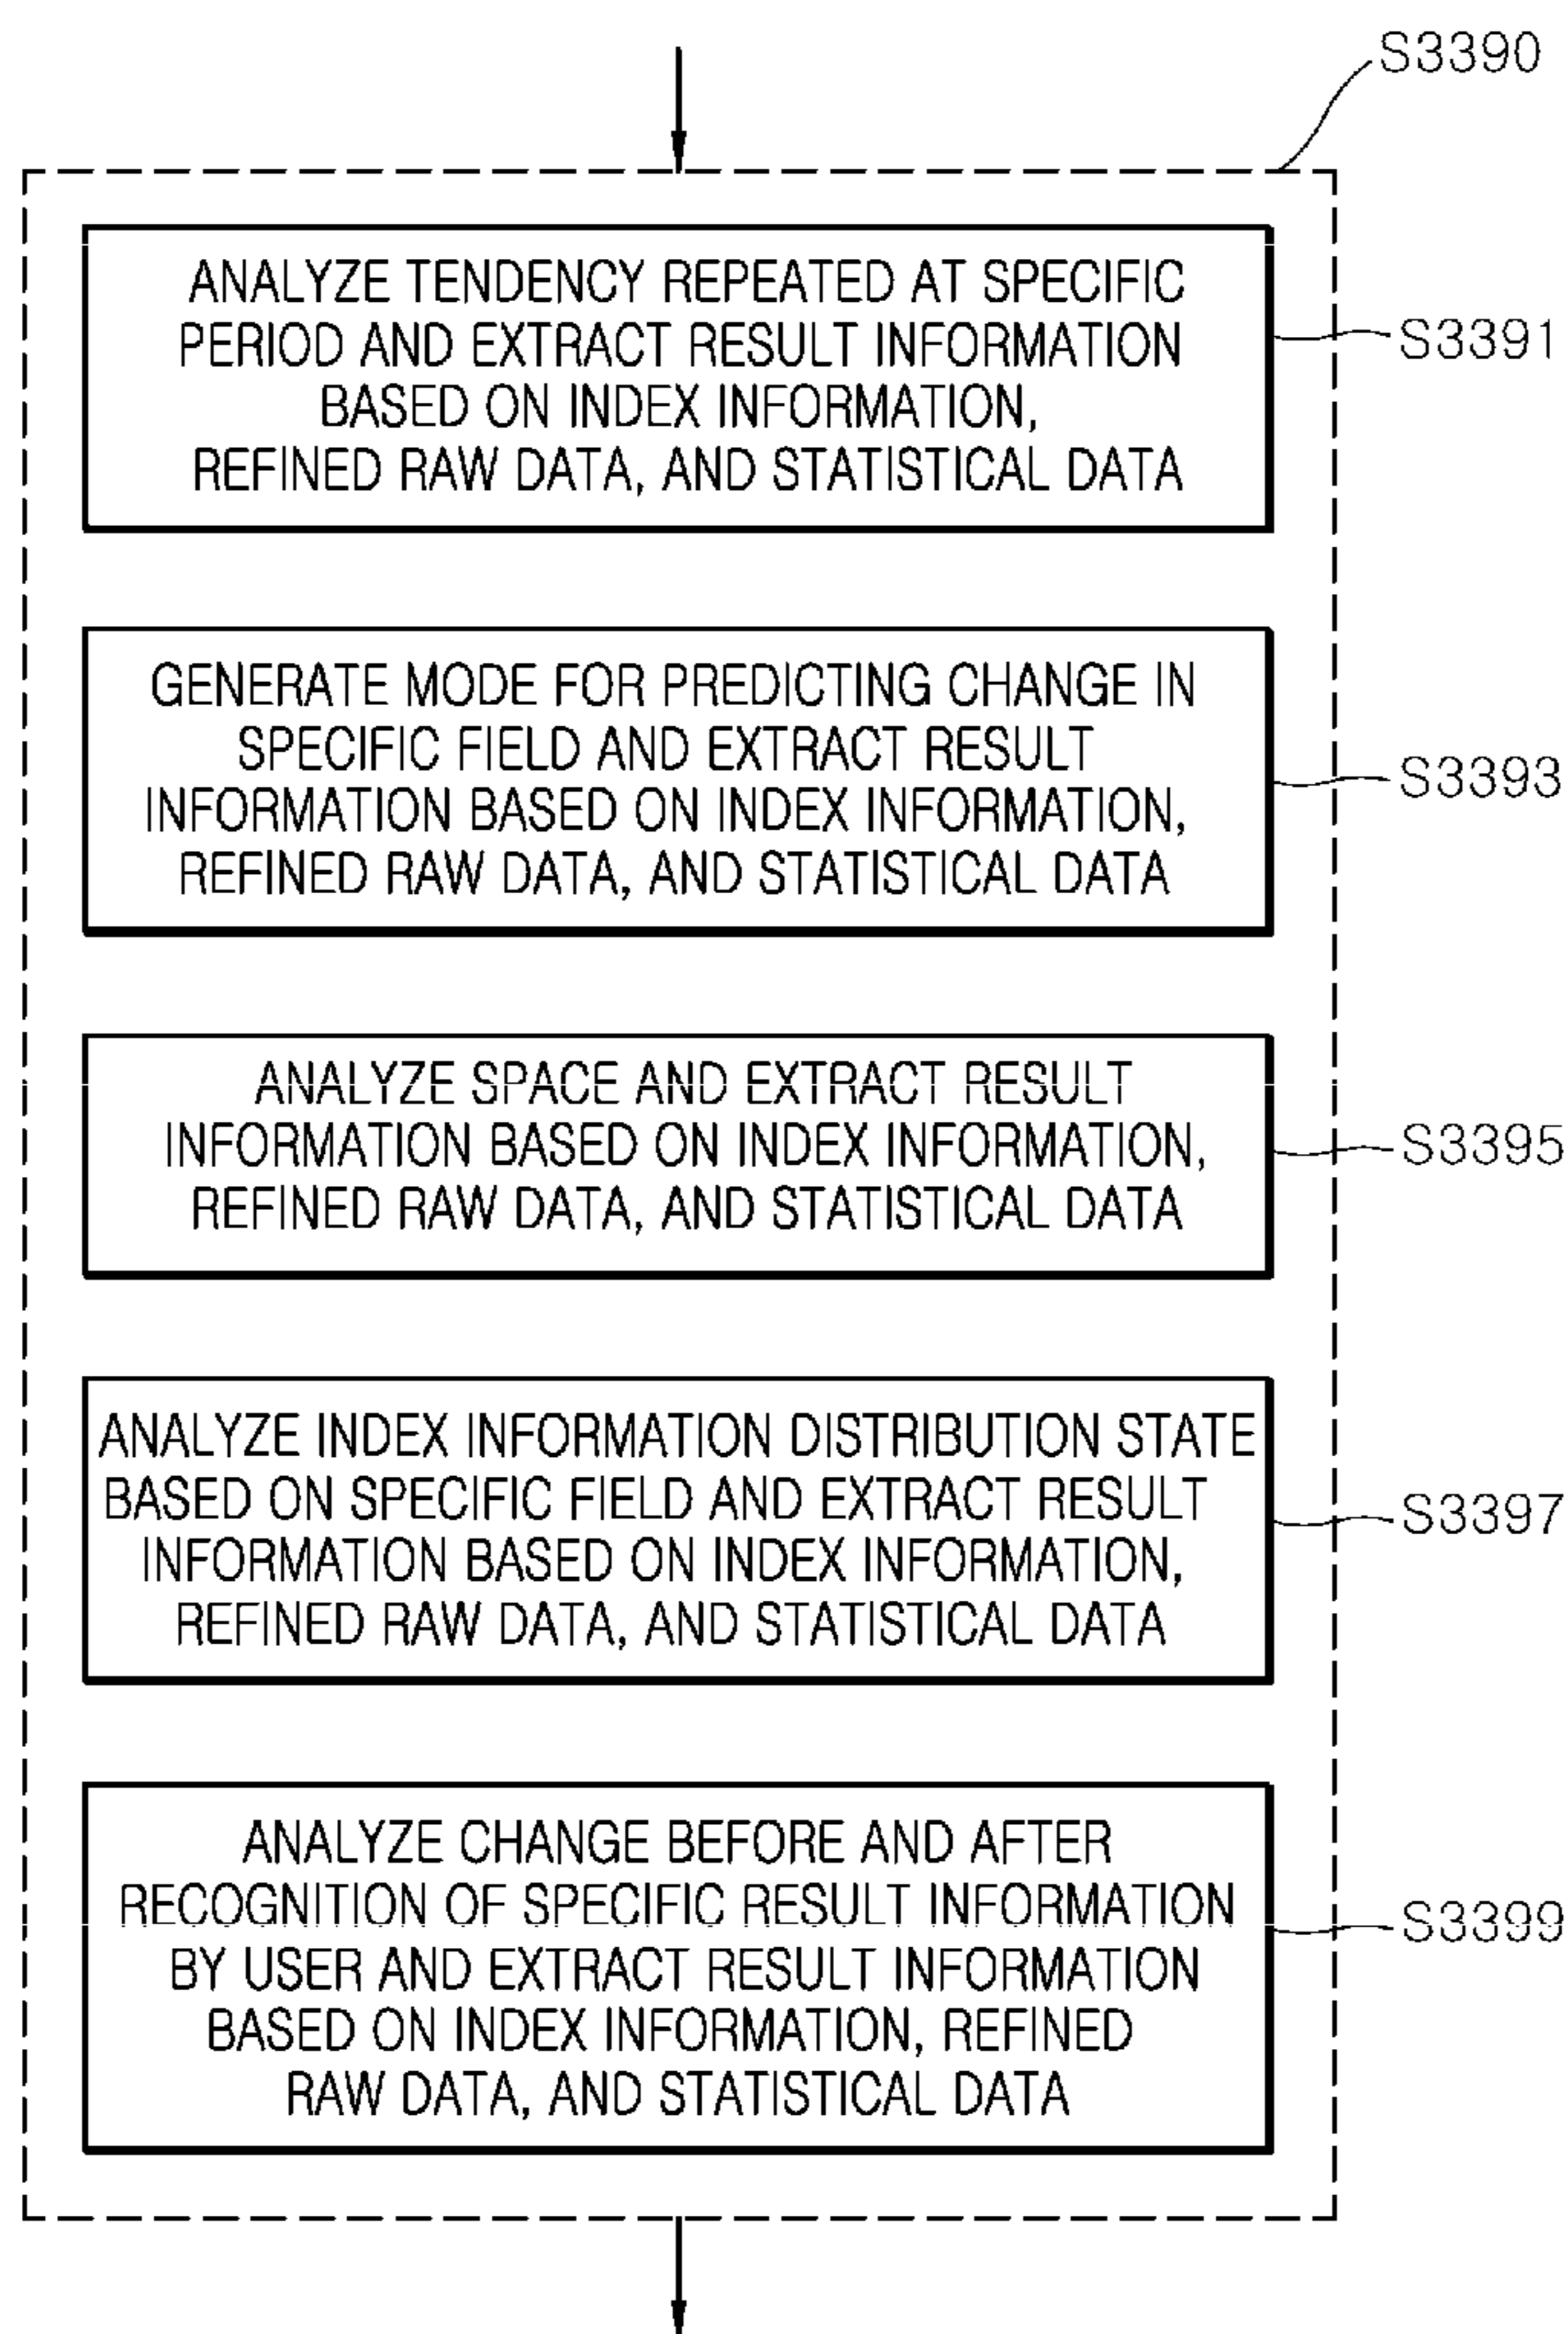 S3390
ANALYZE TENDENCY REPEATED AT SPECIFIC
PERIOD AND EXTRACT RESULT INFORMATION
BASED ON INDEX INFORMATION,
REFINED RAW DATA, AND STATISTICAL DATA
S3391
GENERATE MODE FOR PREDICTING CHANGE IN
SPECIFIC FIELD AND EXTRACT RESULT
INFORMATION BASED ON INDEX INFORMATION,
REFINED RAW DATA, AND STATISTICAL DATA
S3393
ANALYZE SPACE AND EXTRACT RESULT
INFORMATION BASED ON INDEX INFORMATION,
REFINED RAW DATA, AND STATISTICAL DATA
S3395
ANALYZE INDEX INFORMATION DISTRIBUTION STATE
BASED ON SPECIFIC FIELD AND EXTRACT RESULT
INFORMATION BASED ON INDEX INFORMATION,
REFINED RAW DATA, AND STATISTICAL DATA
S3397
ANALYZE CHANGE BEFORE AND AFTER
RECOGNITION OF SPECIFIC RESULT INFORMATION
BY USER AND EXTRACT RESULT INFORMATION
BASED ON INDEX INFORMATION, REFINED
RAW DATA, AND STATISTICAL DATA
S3399